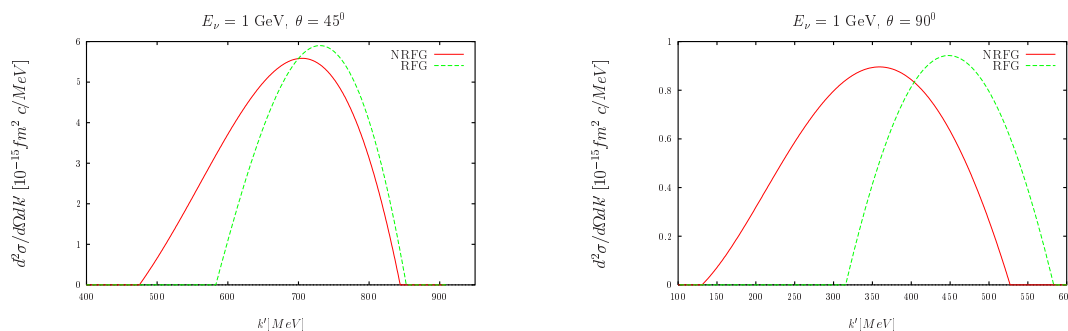 E_ν = 1 GeV, θ = 45^0
d^2σ/dΩdk' [10^{-15} fm^2 c/MeV]
6
5
4
3
2
1
0
NRFG
RFG
400 500 600 700 800 900
k'[MeV]
E_ν = 1 GeV, θ = 90^0
d^2σ/dΩdk' [10^{-15} fm^2 c/MeV]
1
0.8
0.6
0.4
0.2
0
NRFG
RFG
100 150 200 250 300 350 400 450 500 550 60
k'[MeV]